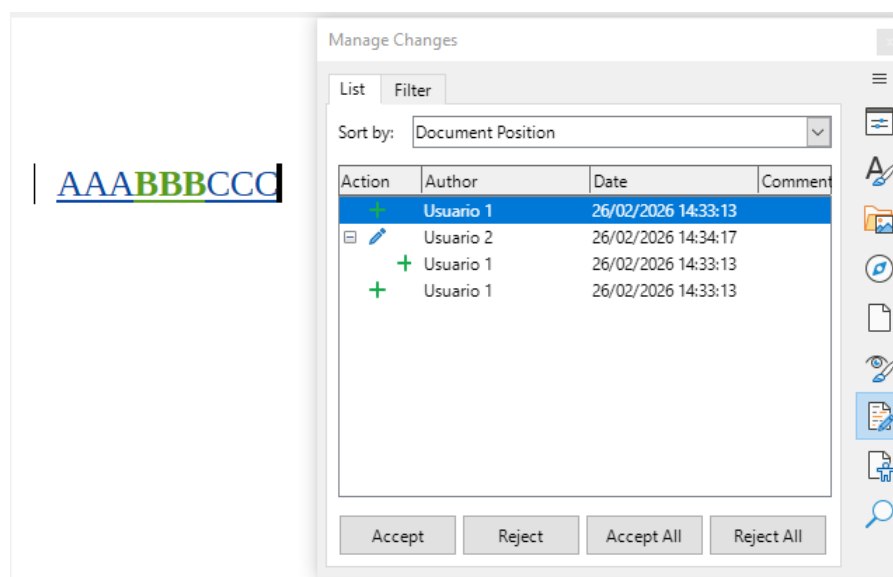 Manage Changes
List Filter
Sort by: Document Position
AAABBBCCC
Action Author Date Comment
Usuario 1 26/02/2026 14:33:13
Usuario 2 26/02/2026 14:34:17
Usuario 1 26/02/2026 14:33:13
Usuario 1 26/02/2026 14:33:13
Accept Reject Accept All Reject All